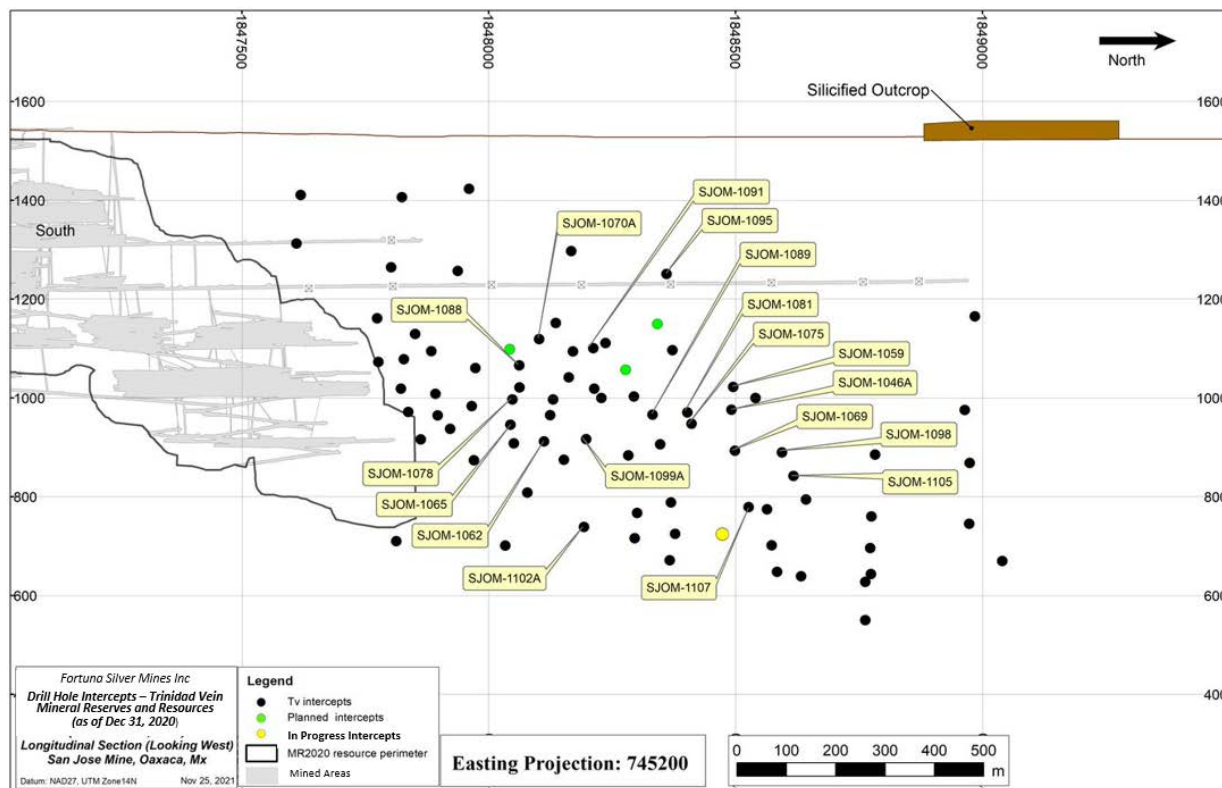 1847500
1848000
1848500
1849000
North
Silicified Outcrop
1600
1600
1400
1400
1200
1200
1000
1000
800
800
600
600
400
400
South
SJOM-1091
SJOM-1095
SJOM-1070A
SJOM-1089
SJOM-1081
SJOM-1088
SJOM-1075
SJOM-1059
SJOM-1046A
SJOM-1069
SJOM-1098
SJOM-1078
SJOM-1099A
SJOM-1105
SJOM-1065
SJOM-1062
SJOM-1102A
SJOM-1107
Fortuna Silver Mines Inc
Drill Hole Intercepts – Trinidad Vein
Mineral Reserves and Resources
(as of Dec 31, 2020)
Longitudinal Section (Looking West)
San Jose Mine, Oaxaca, Mx
Datum: NAD27, UTM Zone14N Nov 25, 2021
Legend
Tv intercepts
Planned intercepts
In Progress Intercepts
MR2020 resource perimeter
Mined Areas
Easting Projection: 745200
0 100 200 300 400 500
m